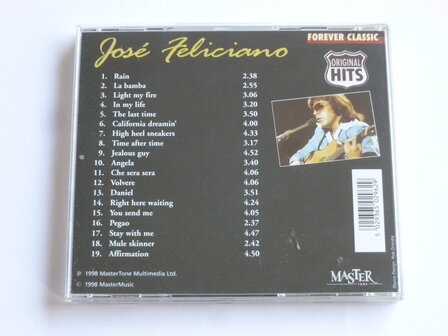 José Feliciano
FOREVER CLASSIC
ORIGINAL
HITS
1. Rain 2.38
2. La bamba 2.55
3. Light my fire 3.06
4. In my life 3.20
5. The last time 3.50
6. California dreamin' 4.00
7. High heel sneakers 4.33
8. Time after time 3.17
9. Jealous guy 4.52
10. Angela 3.40
11. Che sera sera 4.06
12. Volvere 4.06
13. Daniel 3.51
14. Right here waiting 4.24
15. You send me 4.05
16. Pegao 2.37
17. Stay with me 4.47
18. Mule skinner 2.42
19. Affirmation 4.50
℗ 1998 MasterTone Multimedia Ltd.
© 1998 MasterMusic
MASTER
TONE